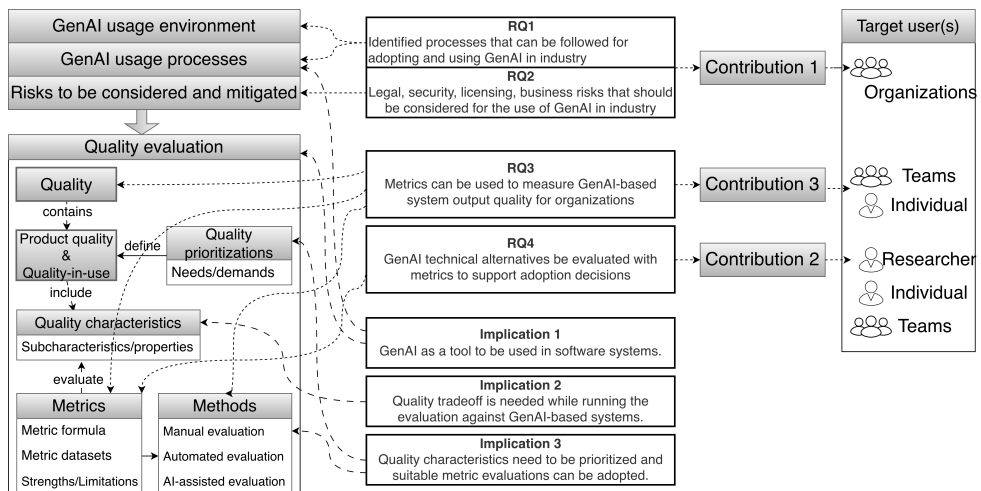 GenAI usage environment
GenAI usage processes
Risks to be considered and mitigated
Quality evaluation
Quality
contains
Product quality
&
Quality-in-use
define
Quality
prioritizations
Needs/demands
include
Quality characteristics
Subcharacteristics/properties
evaluate
Metrics
Metric formula
Metric datasets
Strengths/Limitations
Methods
Manual evaluation
Automated evaluation
AI-assisted evaluation
RQ1
Identified processes that can be followed for
adopting and using GenAI in industry
RQ2
Legal, security, licensing, business risks that should
be considered for the use of GenAI in industry
RQ3
Metrics can be used to measure GenAI-based
system output quality for organizations
RQ4
GenAI technical alternatives be evaluated with
metrics to support adoption decisions
Implication 1
GenAI as a tool to be used in software systems.
Implication 2
Quality tradeoff is needed while running the
evaluation against GenAI-based systems.
Implication 3
Quality characteristics need to be prioritized and
suitable metric evaluations can be adopted.
Contribution 1
Contribution 3
Contribution 2
Target user(s)
Organizations
Teams
Individual
Researcher
Individual
Teams